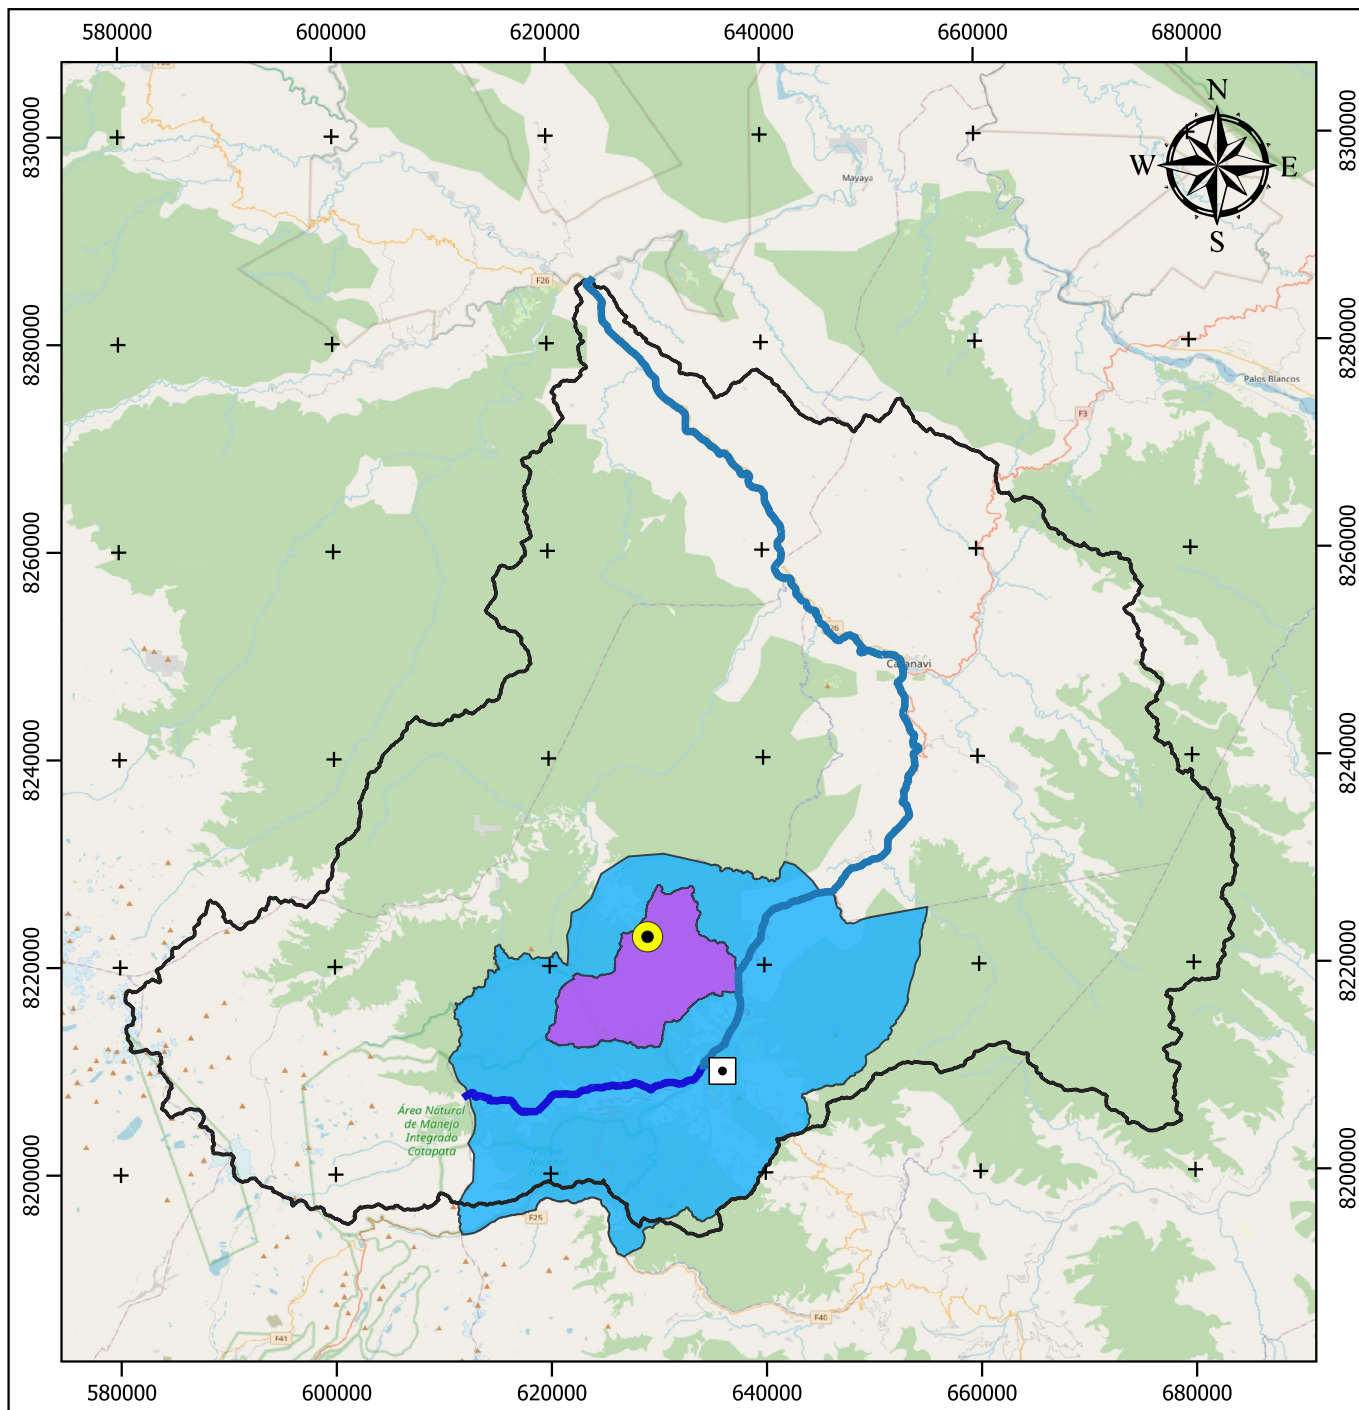 580000 600000 620000 640000 660000 680000
N
W E
S
8300000 8300000
Mayaya
F26
8280000 8280000
Palos Blancos
F3
8260000 8260000
26
Caranavi
8240000 8240000
8220000 8220000
Área Natural
de Manejo
Integrado
Cotapata
8200000 8200000
F25
F40
F41
580000 600000 620000 640000 660000 680000